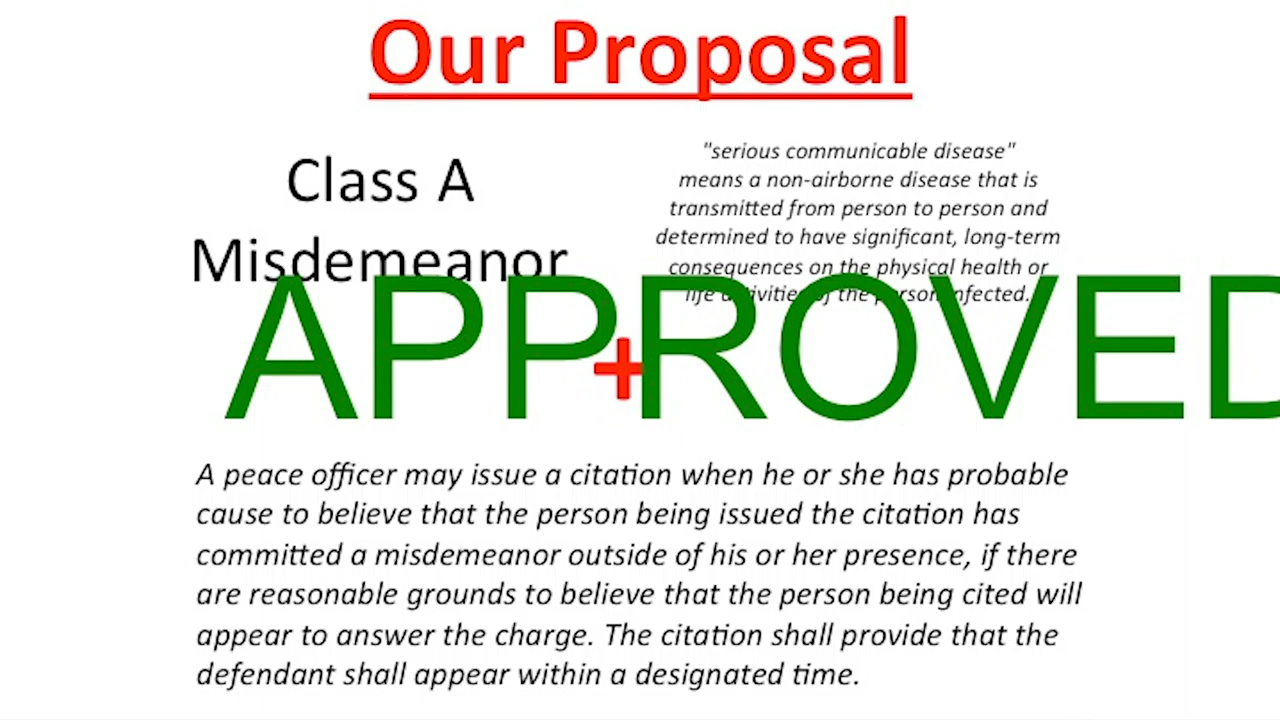 Our Proposal
Class A
Misdemeanor
"serious communicable disease"
means a non-airborne disease that is
transmitted from person to person and
determined to have significant, long-term
consequences on the physical health or
life activities of the person infected.
APPROVED
+
A peace officer may issue a citation when he or she has probable
cause to believe that the person being issued the citation has
committed a misdemeanor outside of his or her presence, if there
are reasonable grounds to believe that the person being cited will
appear to answer the charge. The citation shall provide that the
defendant shall appear within a designated time.